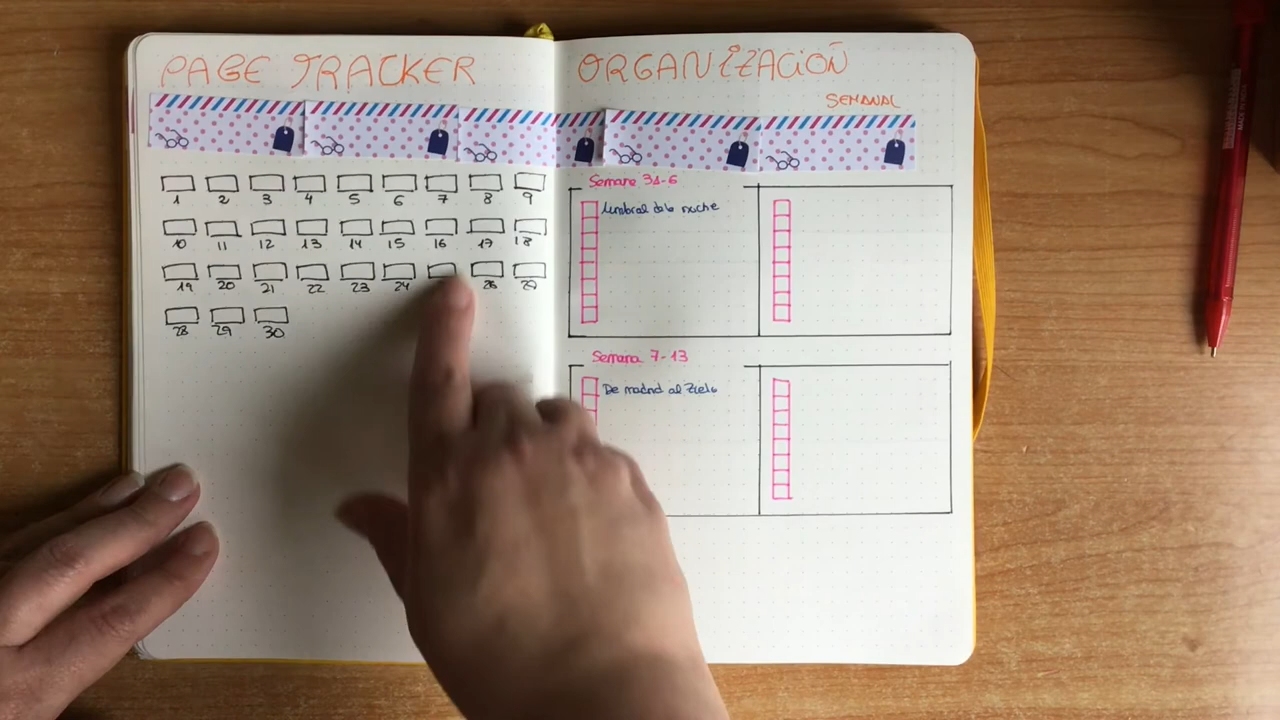 PAGE TRACKER
1 2 3 4 5 6 7 8 9
10 11 12 13 14 15 16 17 18
19 20 21 22 23 24 26 27
28 29 30
ORGANIZACIÓN
SEMANAL
Semana 31-6
Umbral de la noche
Semana 7-13
De madrid al Zielo